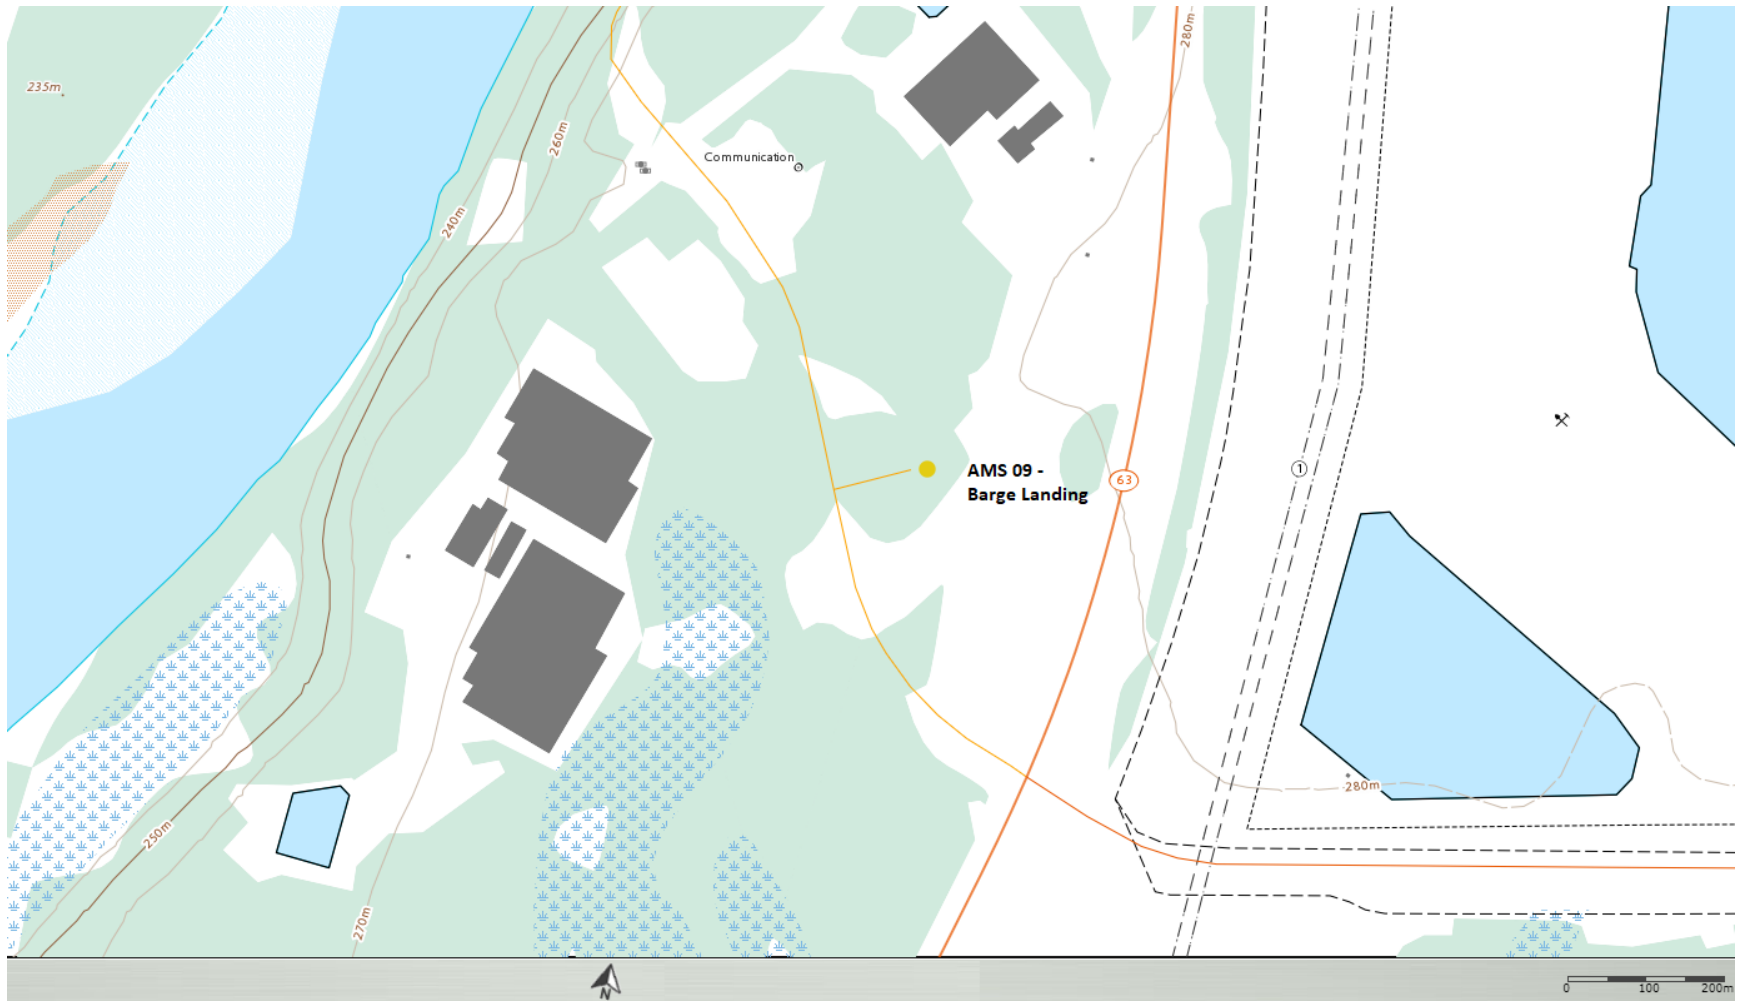 280m
235m
260m
Communication
240m
AMS 09 -
Barge Landing
63
1
280m
250m
270m
N
0 100 200m